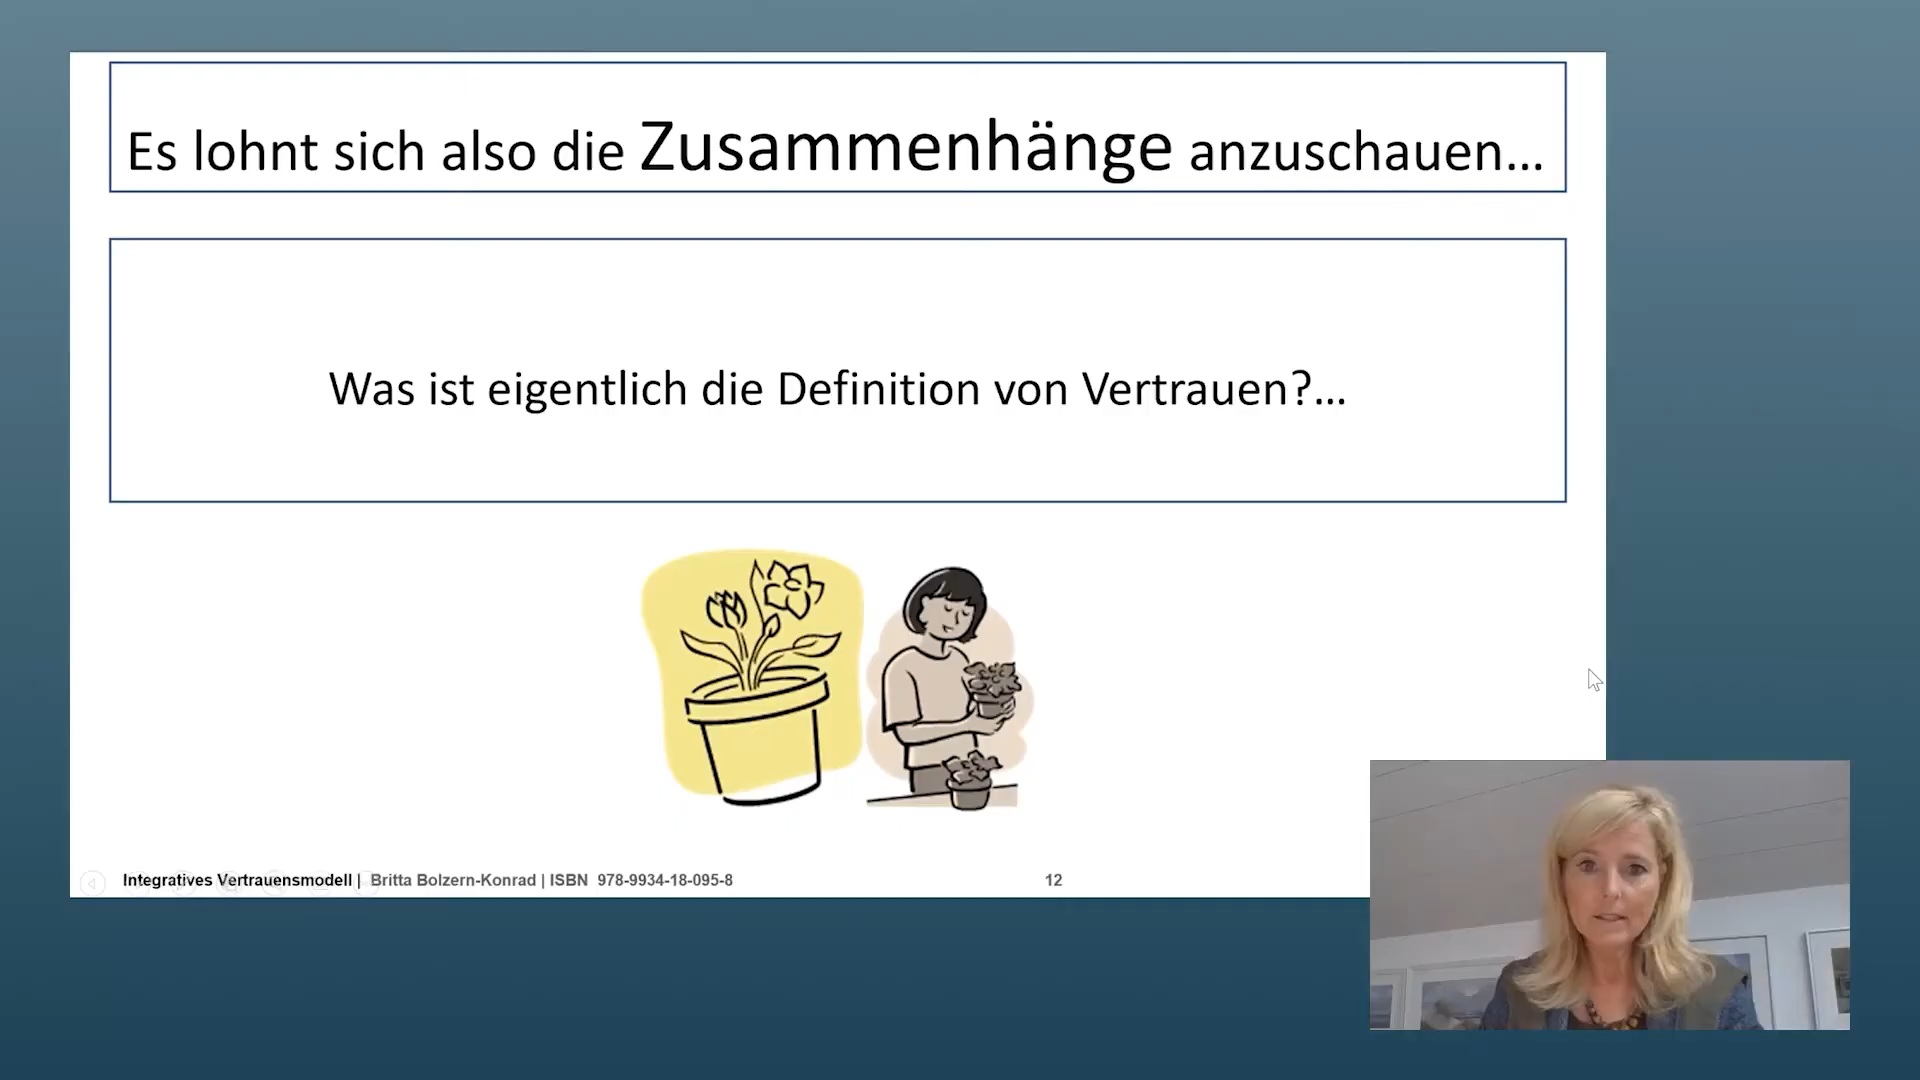 Es lohnt sich also die Zusammenhänge anzuschauen...
Was ist eigentlich die Definition von Vertrauen?...
Integratives Vertrauensmodell | Britta Bolzern-Konrad | ISBN 978-9934-18-095-8
12